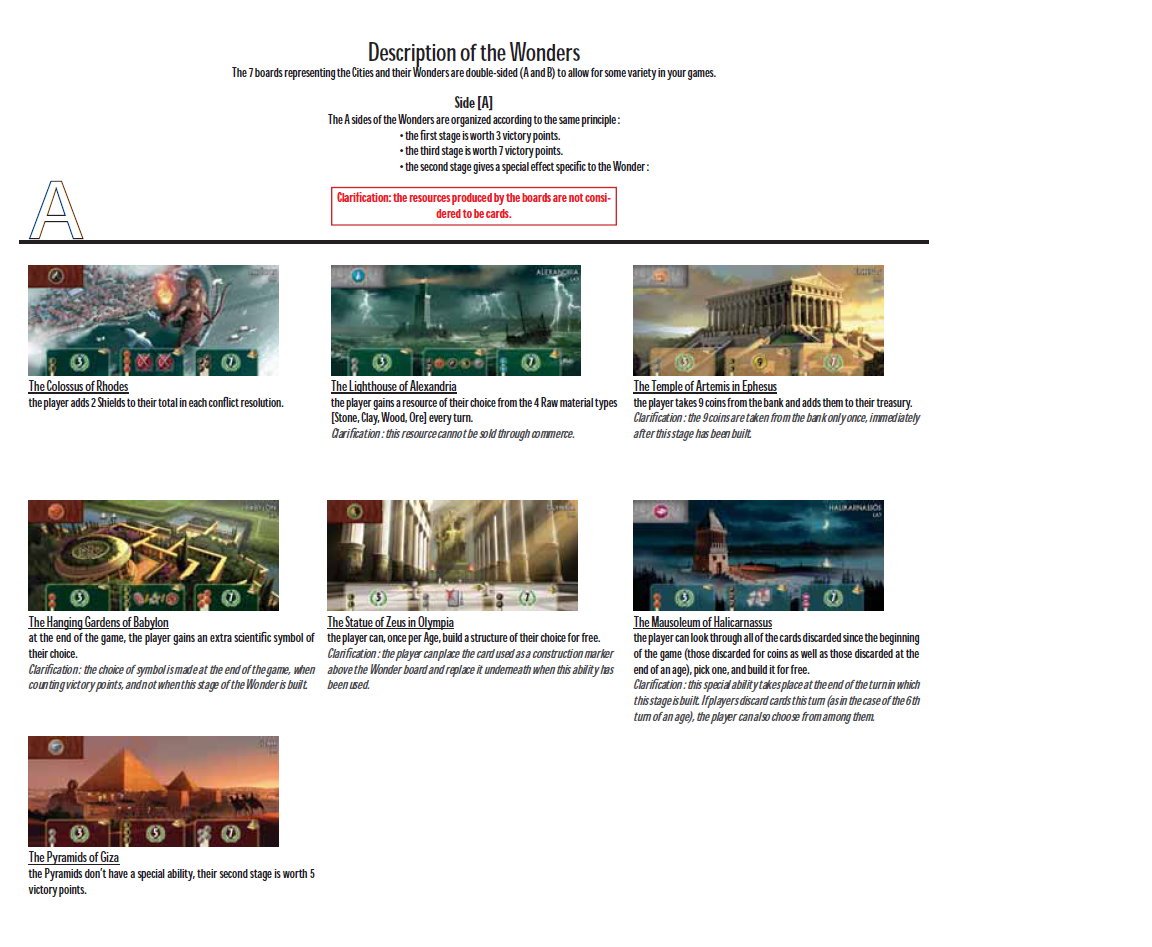 Description of the Wonders
The 7 boards representing the Cities and their Wonders are double-sided (A and B) to allow for some variety in your games.
Side [A]
The A sides of the Wonders are organized according to the same principle :
• the first stage is worth 3 victory points.
• the third stage is worth 7 victory points.
• the second stage gives a special effect specific to the Wonder :
Clarification: the resources produced by the boards are not consi-
dered to be cards.
A
ALEXANDRIA
3 7
3 7
3 9 7
The Colossus of Rhodes
the player adds 2 Shields to their total in each conflict resolution.
The Lighthouse of Alexandria
the player gains a resource of their choice from the 4 Raw material types
[Stone, Clay, Wood, Ore] every turn.
Clarification : this resource cannot be sold through commerce.
The Temple of Artemis in Ephesus
the player takes 9 coins from the bank and adds them to their treasury.
Clarification : the 9 coins are taken from the bank only once, immediately
after this stage has been built.
BABYLON
HALIKARNASSOS
3 7
3 7
3 7
The Hanging Gardens of Babylon
at the end of the game, the player gains an extra scientific symbol of
their choice.
Clarification : the choice of symbol is made at the end of the game, when
counting victory points, and not when this stage of the Wonder is built.
The Statue of Zeus in Olympia
the player can, once per Age, build a structure of their choice for free.
Clarification : the player can place the card used as a construction marker
above the Wonder board and replace it underneath when this ability has
been used.
The Mausoleum of Halicarnassus
the player can look through all of the cards discarded since the beginning
of the game (those discarded for coins as well as those discarded at the
end of an age), pick one, and build it for free.
Clarification : this special ability takes place at the end of the turn in which
this stage is built. If players discard cards this turn (as in the case of the 6th
turn of an age), the player can also choose from among them.
3 5 7
The Pyramids of Giza
the Pyramids don't have a special ability, their second stage is worth 5
victory points.